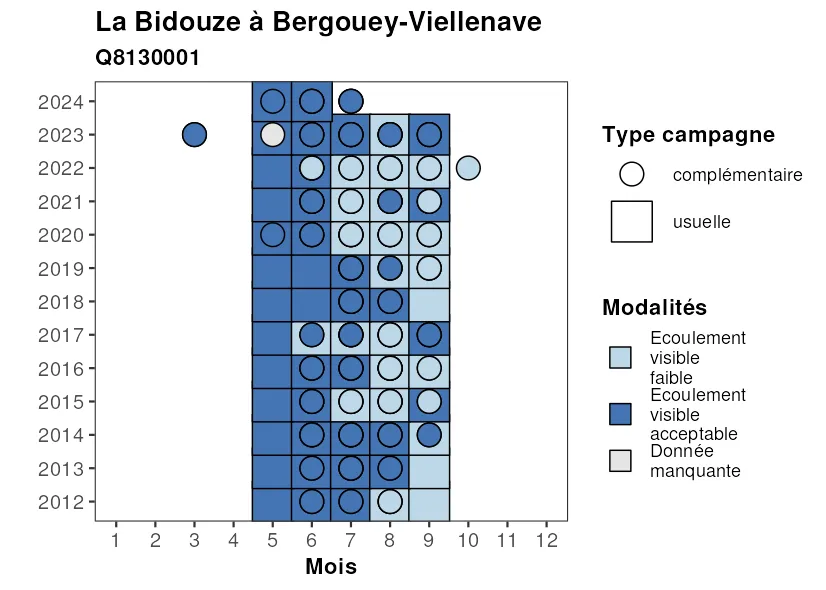 La Bidouze à Bergouey-Viellenave
Q8130001
2024
2023
2022
2021
2020
2019
2018
2017
2016
2015
2014
2013
2012
1 2 3 4 5 6 7 8 9 10 11 12
Mois
Type campagne
complémentaire
usuelle
Modalités
Ecoulement
visible
faible
Ecoulement
visible
acceptable
Donnée
manquante